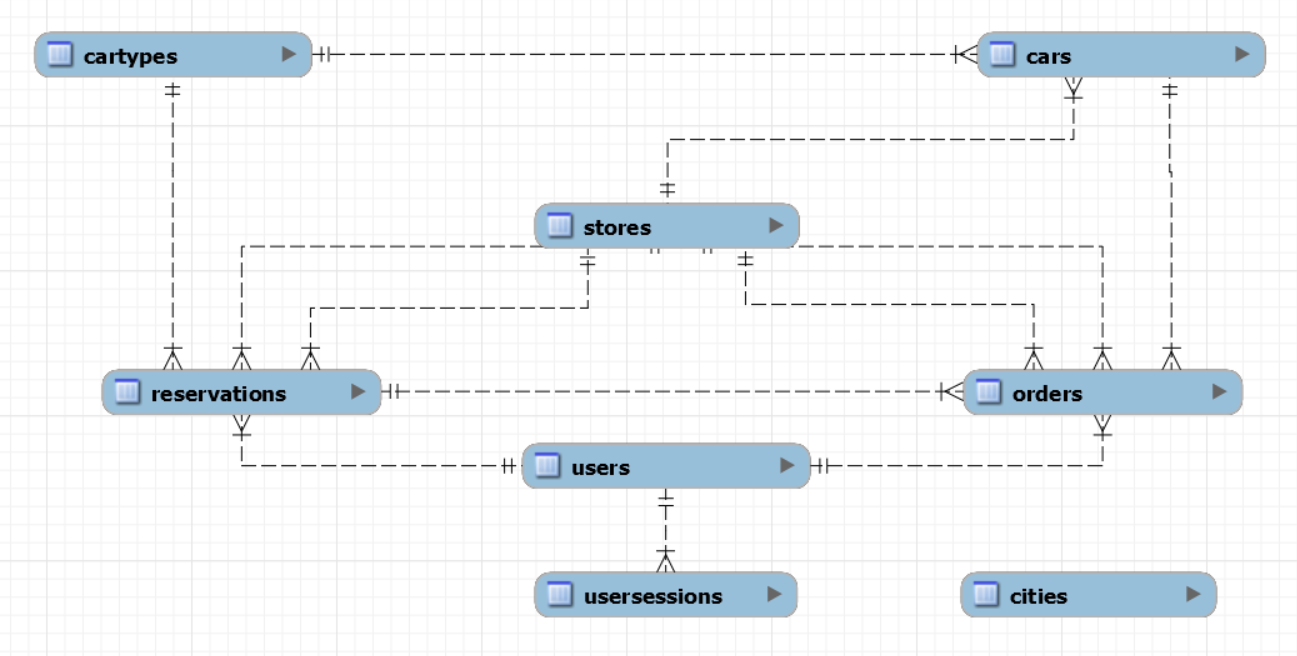 cartypes
cars
stores
reservations
orders
users
usersessions
cities